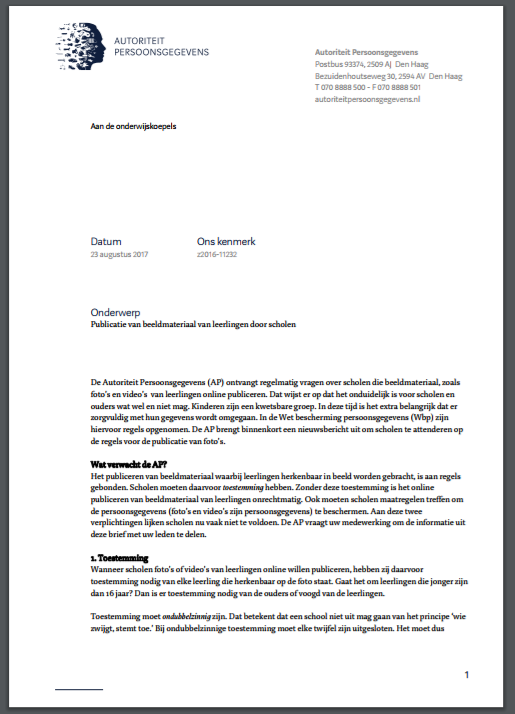 AUTORITEIT
PERSOONSGEGEVENS
Autoriteit Persoonsgegevens
Postbus 93374, 2509 AJ Den Haag
Bezuidenhoutseweg 30, 2594 AV Den Haag
T 070 8888 500 - F 070 8888 501
autoriteitpersoonsgegevens.nl
Aan de onderwijskoepels
Datum
23 augustus 2017
Ons kenmerk
z2016-11232
Onderwerp
Publicatie van beeldmateriaal van leerlingen door scholen
De Autoriteit Persoonsgegevens (AP) ontvangt regelmatig vragen over scholen die beeldmateriaal, zoals
foto's en video's van leerlingen online publiceren. Dat wijst er op dat het onduidelijk is voor scholen en
ouders wat wel en niet mag. Kinderen zijn een kwetsbare groep. In deze tijd is het extra belangrijk dat er
zorgvuldig met hun gegevens wordt omgegaan. In de Wet bescherming persoonsgegevens (Wbp) zijn
hiervoor regels opgenomen. De AP brengt binnenkort een nieuwsbericht uit om scholen te attenderen op
de regels voor de publicatie van foto's.
Wat verwacht de AP?
Het publiceren van beeldmateriaal waarbij leerlingen herkenbaar in beeld worden gebracht, is aan regels
gebonden. Scholen moeten daarvoor toestemming hebben. Zonder deze toestemming is het online
publiceren van beeldmateriaal van leerlingen onrechtmatig. Ook moeten scholen maatregelen treffen om
de persoonsgegevens (foto's en video's zijn persoonsgegevens) te beschermen. Aan deze twee
verplichtingen lijken scholen nu vaak niet te voldoen. De AP vraagt uw medewerking om de informatie uit
deze brief met uw leden te delen.
1. Toestemming
Wanneer scholen foto's of video's van leerlingen online willen publiceren, hebben zij daarvoor
toestemming nodig van elke leerling die herkenbaar op de foto staat. Gaat het om leerlingen die jonger zijn
dan 16 jaar? Dan is er toestemming nodig van de ouders of voogd van de leerlingen.
Toestemming moet ondubbelzinnig zijn. Dat betekent dat een school niet uit mag gaan van het principe 'wie
zwijgt, stemt toe.' Bij ondubbelzinnige toestemming moet elke twijfel zijn uitgesloten. Het moet dus
1